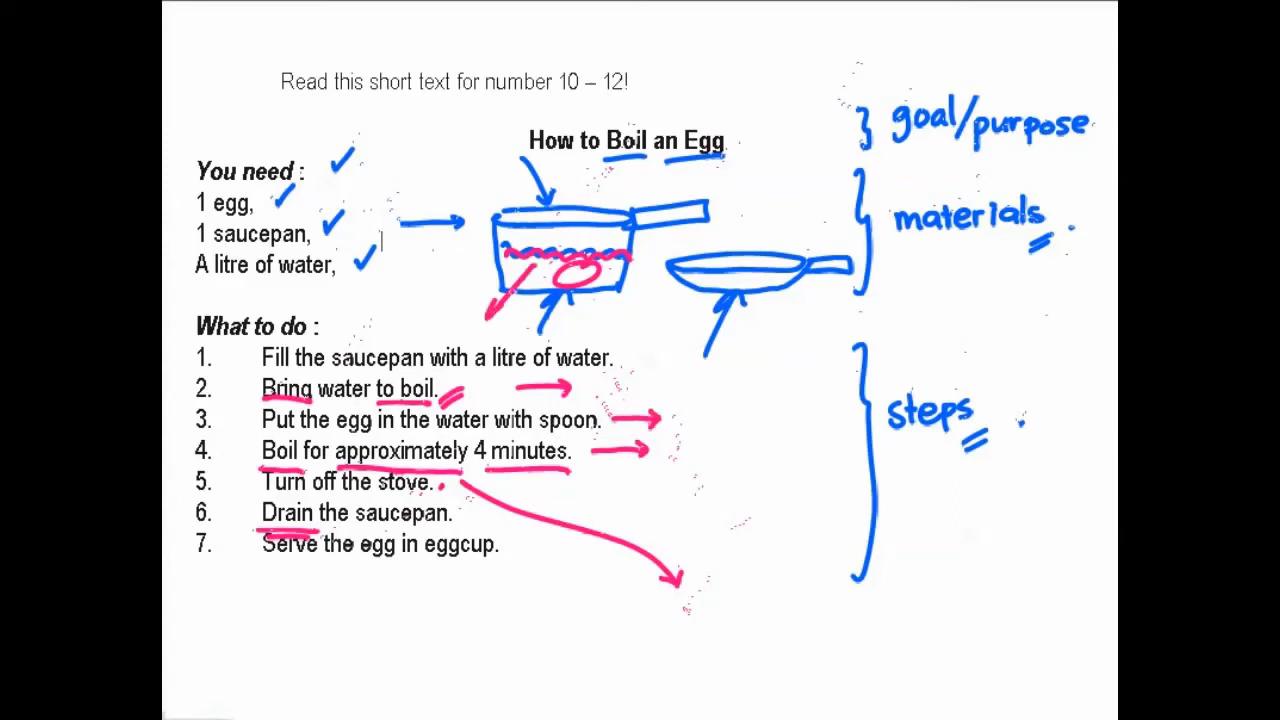 Read this short text for number 10 – 12!
How to Boil an Egg
goal/purpose
You need :
1 egg,
1 saucepan,
A litre of water,
materials
What to do :
1. Fill the saucepan with a litre of water.
2. Bring water to boil.
3. Put the egg in the water with spoon.
4. Boil for approximately 4 minutes.
5. Turn off the stove.
6. Drain the saucepan.
7. Serve the egg in eggcup.
steps